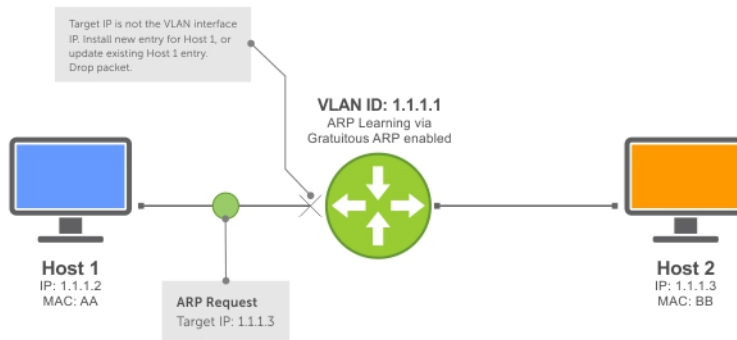 Target IP is not the VLAN interface
IP. Install new entry for Host 1, or
update existing Host 1 entry.
Drop packet.
VLAN ID: 1.1.1.1
ARP Learning via
Gratuitous ARP enabled
Host 1
IP: 1.1.1.2
MAC: AA
ARP Request
Target IP: 1.1.1.3
Host 2
IP: 1.1.1.3
MAC: BB